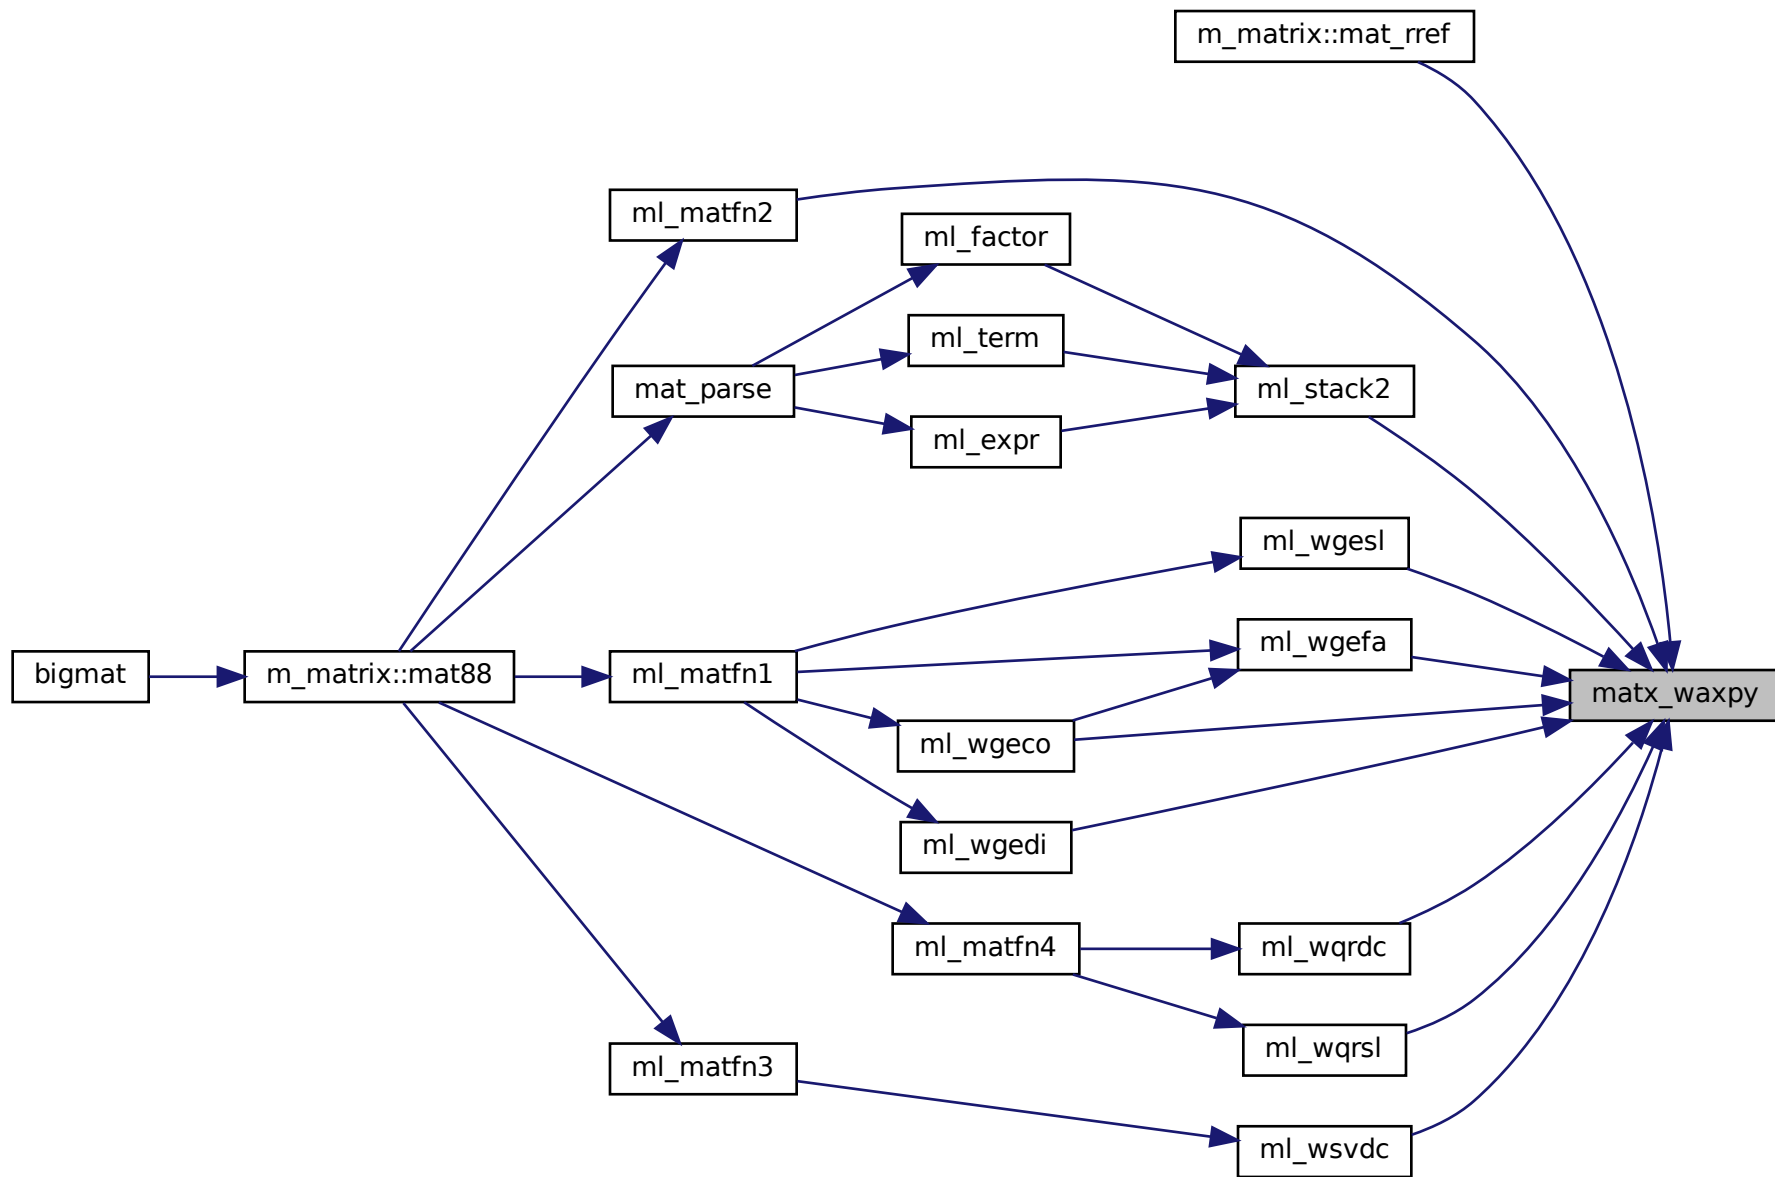 m_matrix::mat_rref
ml_matfn2
ml_factor
ml_term
mat_parse
ml_stack2
ml_expr
ml_wgesl
ml_wgefa
bigmat
m_matrix::mat88
ml_matfn1
matx_waxpy
ml_wgeco
ml_wgedi
ml_matfn4
ml_wqrdc
ml_wqrsl
ml_matfn3
ml_wsvdc